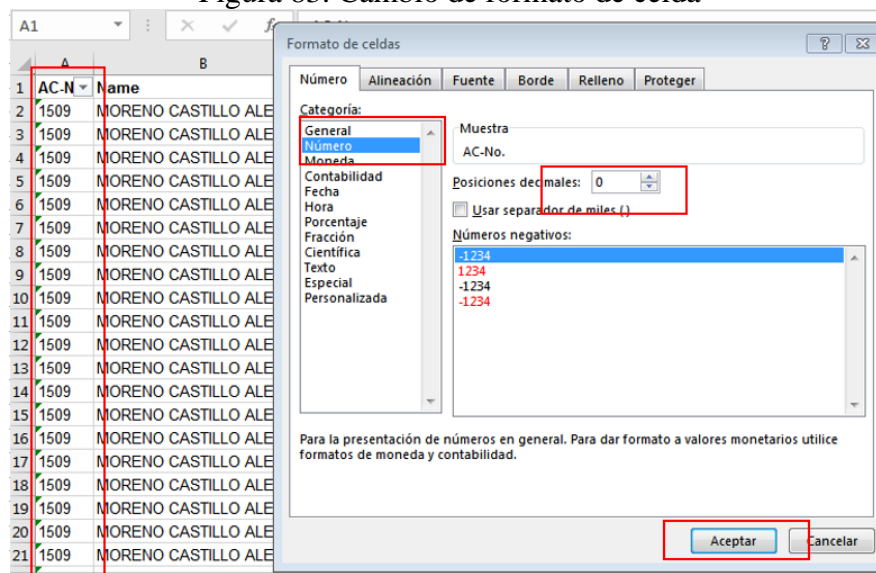 Figura 85. Cambio de formato de celda
A1
Formato de celdas
Número Alineación Fuente Borde Relleno Proteger
Categoría:
General
Número
Moneda
Contabilidad
Fecha
Hora
Porcentaje
Fracción
Científica
Texto
Especial
Personalizada
Muestra
AC-No.
Posiciones decimales: 0
Usar separador de miles (.)
Números negativos:
-1234
1234
-1234
-1234
Para la presentación de números en general. Para dar formato a valores monetarios utilice
formatos de moneda y contabilidad.
Aceptar Cancelar
A B
1 AC-N Name
2 1509 MORENO CASTILLO ALE
3 1509 MORENO CASTILLO ALE
4 1509 MORENO CASTILLO ALE
5 1509 MORENO CASTILLO ALE
6 1509 MORENO CASTILLO ALE
7 1509 MORENO CASTILLO ALE
8 1509 MORENO CASTILLO ALE
9 1509 MORENO CASTILLO ALE
10 1509 MORENO CASTILLO ALE
11 1509 MORENO CASTILLO ALE
12 1509 MORENO CASTILLO ALE
13 1509 MORENO CASTILLO ALE
14 1509 MORENO CASTILLO ALE
15 1509 MORENO CASTILLO ALE
16 1509 MORENO CASTILLO ALE
17 1509 MORENO CASTILLO ALE
18 1509 MORENO CASTILLO ALE
19 1509 MORENO CASTILLO ALE
20 1509 MORENO CASTILLO ALE
21 1509 MORENO CASTILLO ALE